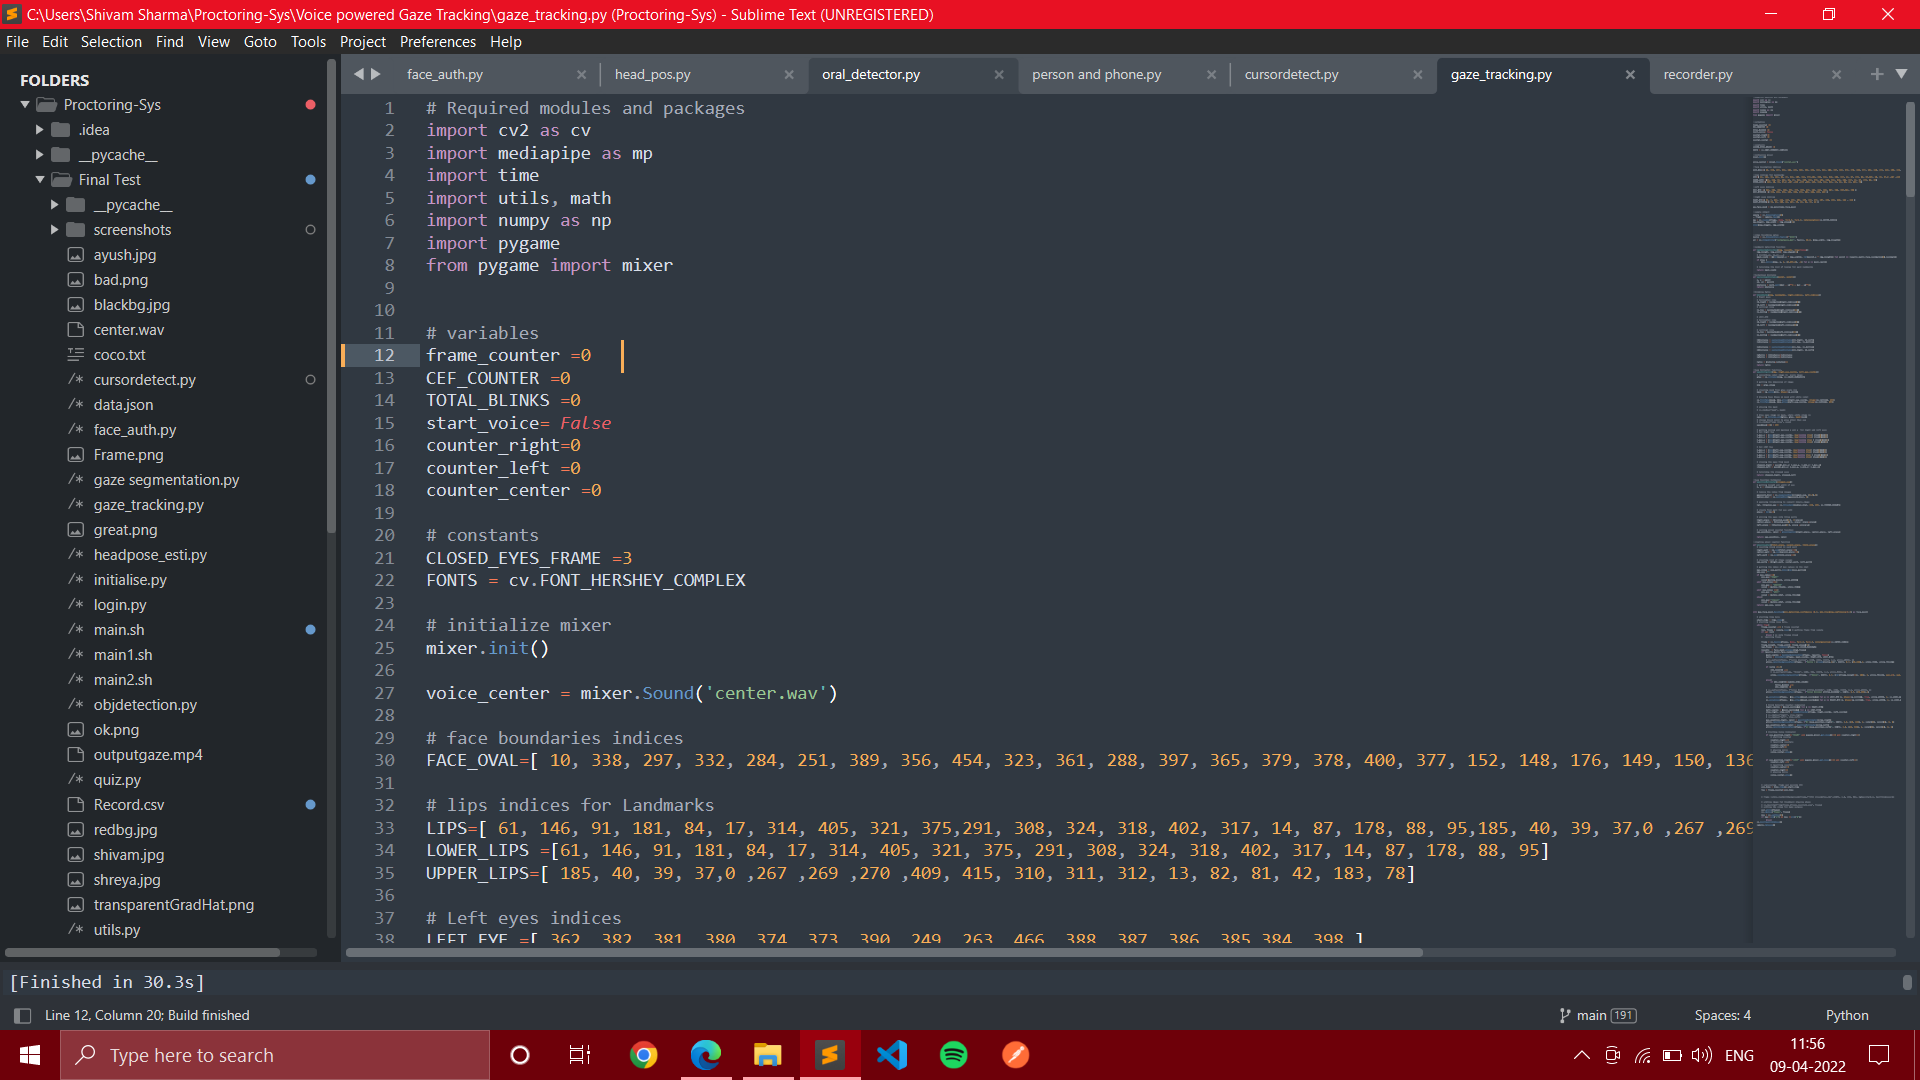 C:\Users\Shivam Sharma\Proctoring-Sys\Voice powered Gaze Tracking\gaze_tracking.py (Proctoring-Sys) - Sublime Text (UNREGISTERED)
File Edit Selection Find View Goto Tools Project Preferences Help
FOLDERS
Proctoring-Sys
.idea
__pycache__
Final Test
__pycache__
screenshots
ayush.jpg
bad.png
blackbg.jpg
center.wav
coco.txt
cursordetect.py
data.json
face_auth.py
Frame.png
gaze segmentation.py
gaze_tracking.py
great.png
headpose_esti.py
initialise.py
login.py
main.sh
main1.sh
main2.sh
objdetection.py
ok.png
outputgaze.mp4
quiz.py
Record.csv
redbg.jpg
shivam.jpg
shreya.jpg
transparentGradHat.png
utils.py
face_auth.py head_pos.py oral_detector.py person and phone.py cursordetect.py gaze_tracking.py recorder.py
1 # Required modules and packages
2 import cv2 as cv
3 import mediapipe as mp
4 import time
5 import utils, math
6 import numpy as np
7 import pygame
8 from pygame import mixer
9
10
11 # variables
12 frame_counter =0
13 CEF_COUNTER =0
14 TOTAL_BLINKS =0
15 start_voice= False
16 counter_right=0
17 counter_left =0
18 counter_center =0
19
20 # constants
21 CLOSED_EYES_FRAME =3
22 FONTS = cv.FONT_HERSHEY_COMPLEX
23
24 # initialize mixer
25 mixer.init()
26
27 voice_center = mixer.Sound('center.wav')
28
29 # face boundaries indices
30 FACE_OVAL=[ 10, 338, 297, 332, 284, 251, 389, 356, 454, 323, 361, 288, 397, 365, 379, 378, 400, 377, 152, 148, 176, 149, 150, 136
31
32 # lips indices for Landmarks
33 LIPS=[ 61, 146, 91, 181, 84, 17, 314, 405, 321, 375,291, 308, 324, 318, 402, 317, 14, 87, 178, 88, 95,185, 40, 39, 37,0 ,267 ,269
34 LOWER_LIPS =[61, 146, 91, 181, 84, 17, 314, 405, 321, 375, 291, 308, 324, 318, 402, 317, 14, 87, 178, 88, 95]
35 UPPER_LIPS=[ 185, 40, 39, 37,0 ,267 ,269 ,270 ,409, 415, 310, 311, 312, 13, 82, 81, 42, 183, 78]
36
37 # Left eyes indices
38 LEFT_EYE =[ 362, 382, 381, 380, 374, 373, 390, 249, 263, 466, 388, 387, 386, 385,384, 398 ]
[Finished in 30.3s]
Line 12, Column 20; Build finished
main 191 Spaces: 4 Python
Type here to search
ENG
11:56
09-04-2022